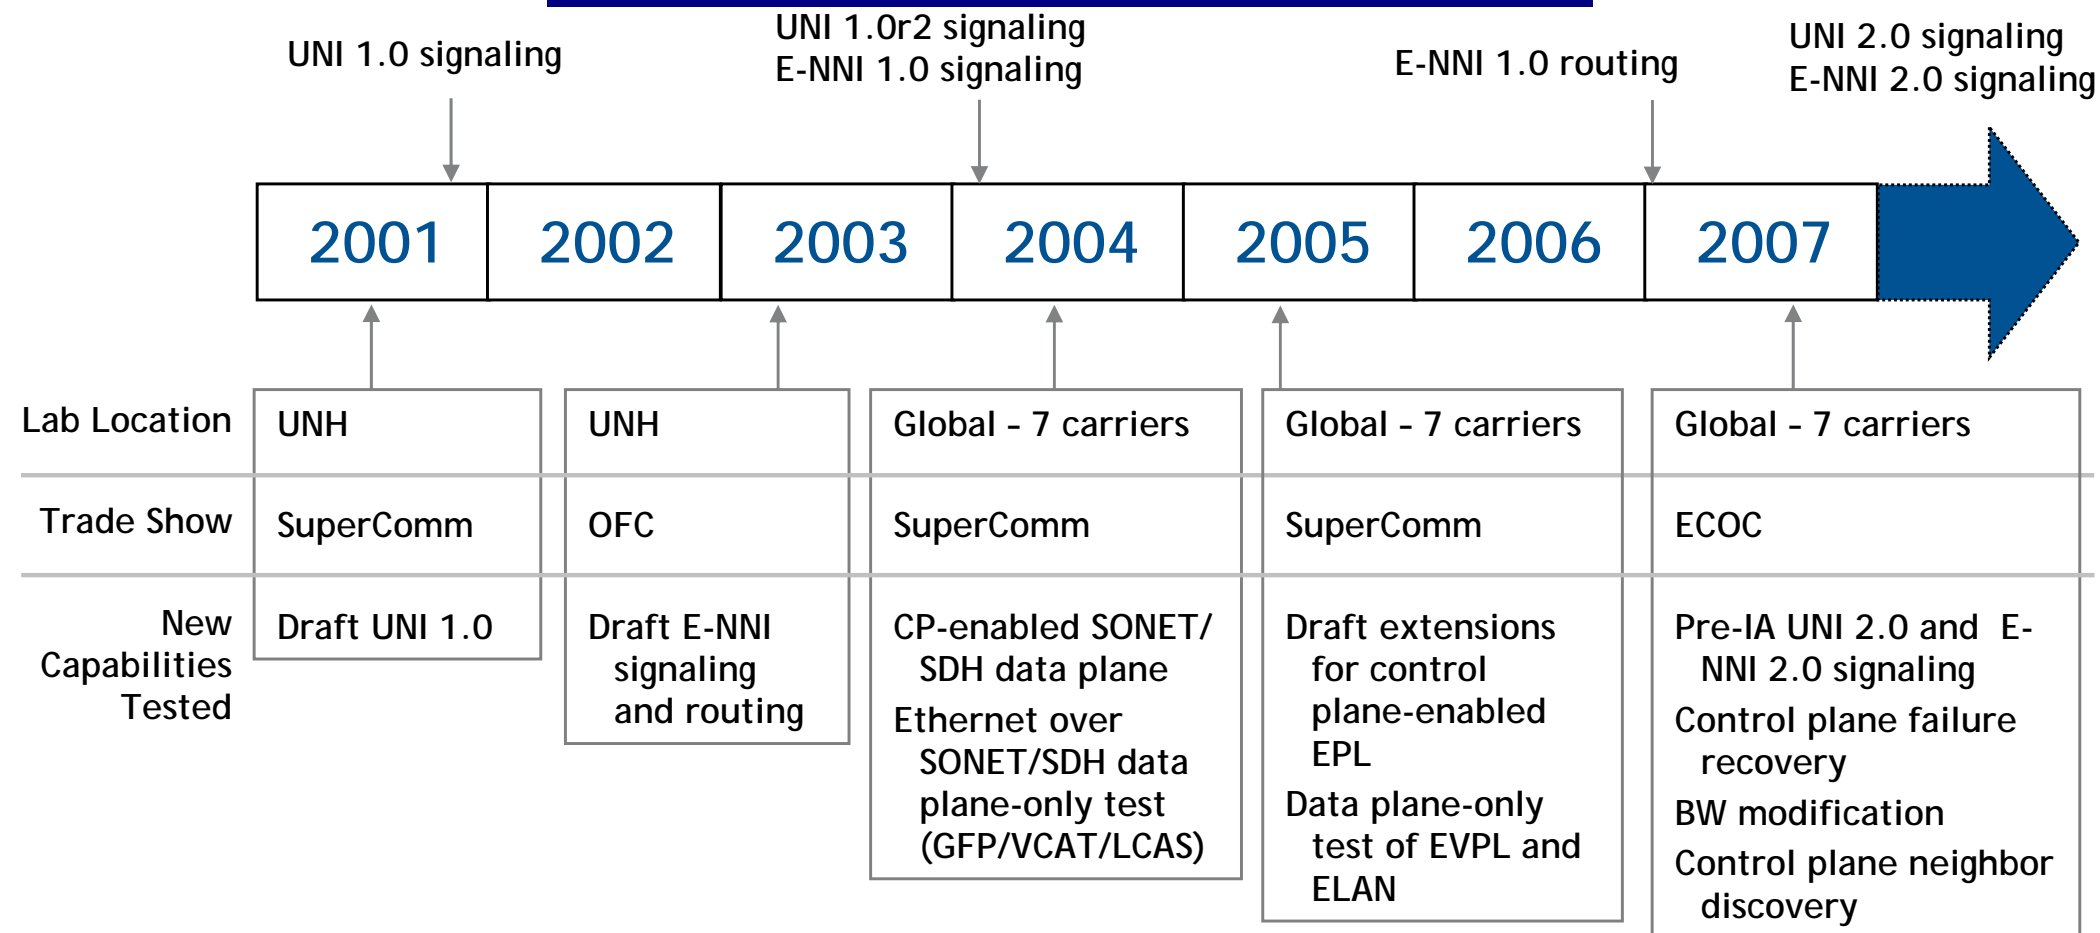 UNI 1.0 signaling
UNI 1.0r2 signaling
E-NNI 1.0 signaling
E-NNI 1.0 routing
UNI 2.0 signaling
E-NNI 2.0 signaling
2001
2002
2003
2004
2005
2006
2007
Lab Location
UNH
UNH
Global - 7 carriers
Global - 7 carriers
Global - 7 carriers
Trade Show
SuperComm
OFC
SuperComm
SuperComm
ECOC
New
Capabilities
Tested
Draft UNI 1.0
Draft E-NNI
signaling
and routing
CP-enabled SONET/
SDH data plane
Ethernet over
SONET/SDH data
plane-only test
(GFP/VCAT/LCAS)
Draft extensions
for control
plane-enabled
EPL
Data plane-only
test of EVPL and
ELAN
Pre-IA UNI 2.0 and E-
NNI 2.0 signaling
Control plane failure
recovery
BW modification
Control plane neighbor
discovery